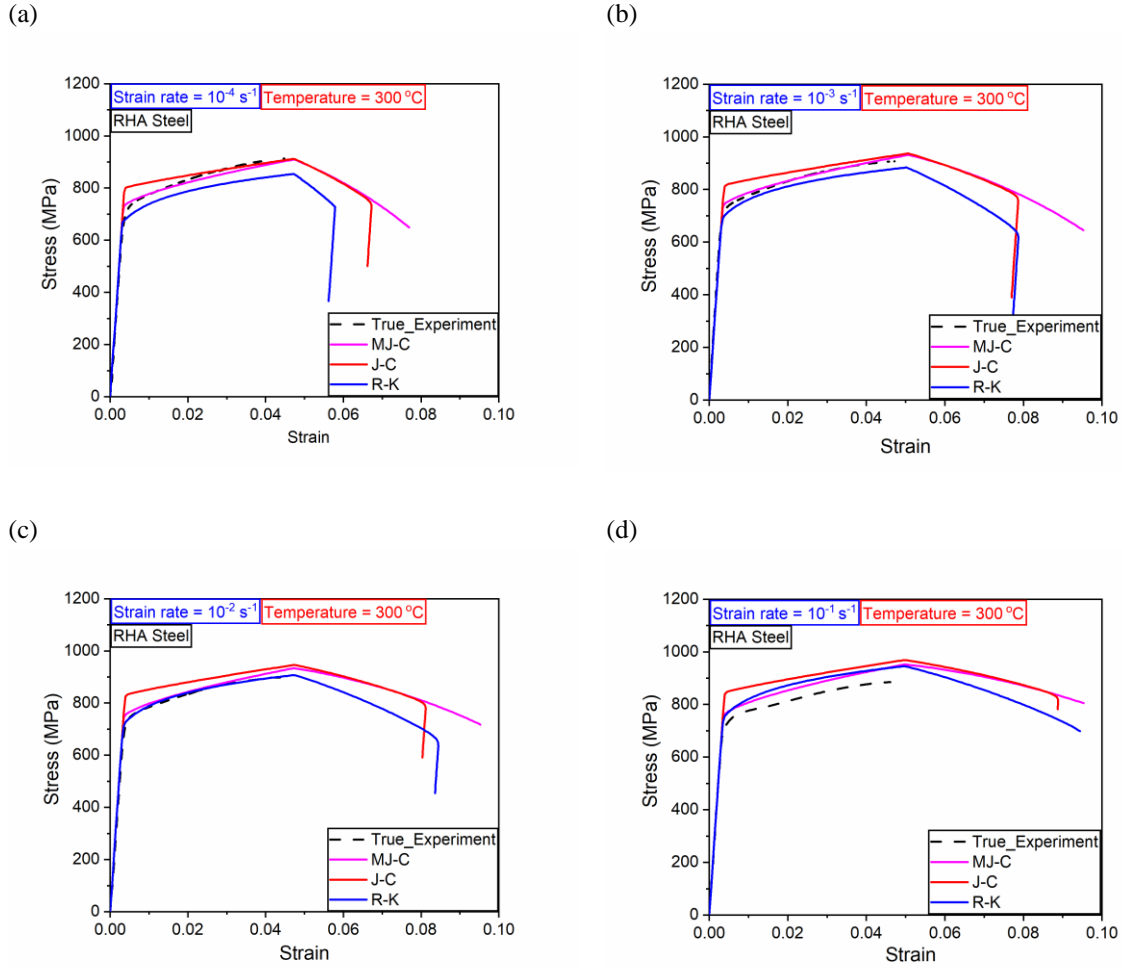 (a)
(b)
1200
1000
800
600
400
200
0
0.00 0.02 0.04 0.06 0.08 0.10
Stress (MPa)
Strain
Strain rate = 10⁻⁴ s⁻¹ Temperature = 300 °C
RHA Steel
True_Experiment
MJ-C
J-C
R-K
1200
1000
800
600
400
200
0
0.00 0.02 0.04 0.06 0.08 0.10
Stress (MPa)
Strain
Strain rate = 10⁻³ s⁻¹ Temperature = 300 °C
RHA Steel
True_Experiment
MJ-C
J-C
R-K
(c)
(d)
1200
1000
800
600
400
200
0
0.00 0.02 0.04 0.06 0.08 0.10
Stress (MPa)
Strain
Strain rate = 10⁻² s⁻¹ Temperature = 300 °C
RHA Steel
True_Experiment
MJ-C
J-C
R-K
1200
1000
800
600
400
200
0
0.00 0.02 0.04 0.06 0.08 0.10
Stress (MPa)
Strain
Strain rate = 10⁻¹ s⁻¹ Temperature = 300 °C
RHA Steel
True_Experiment
MJ-C
J-C
R-K